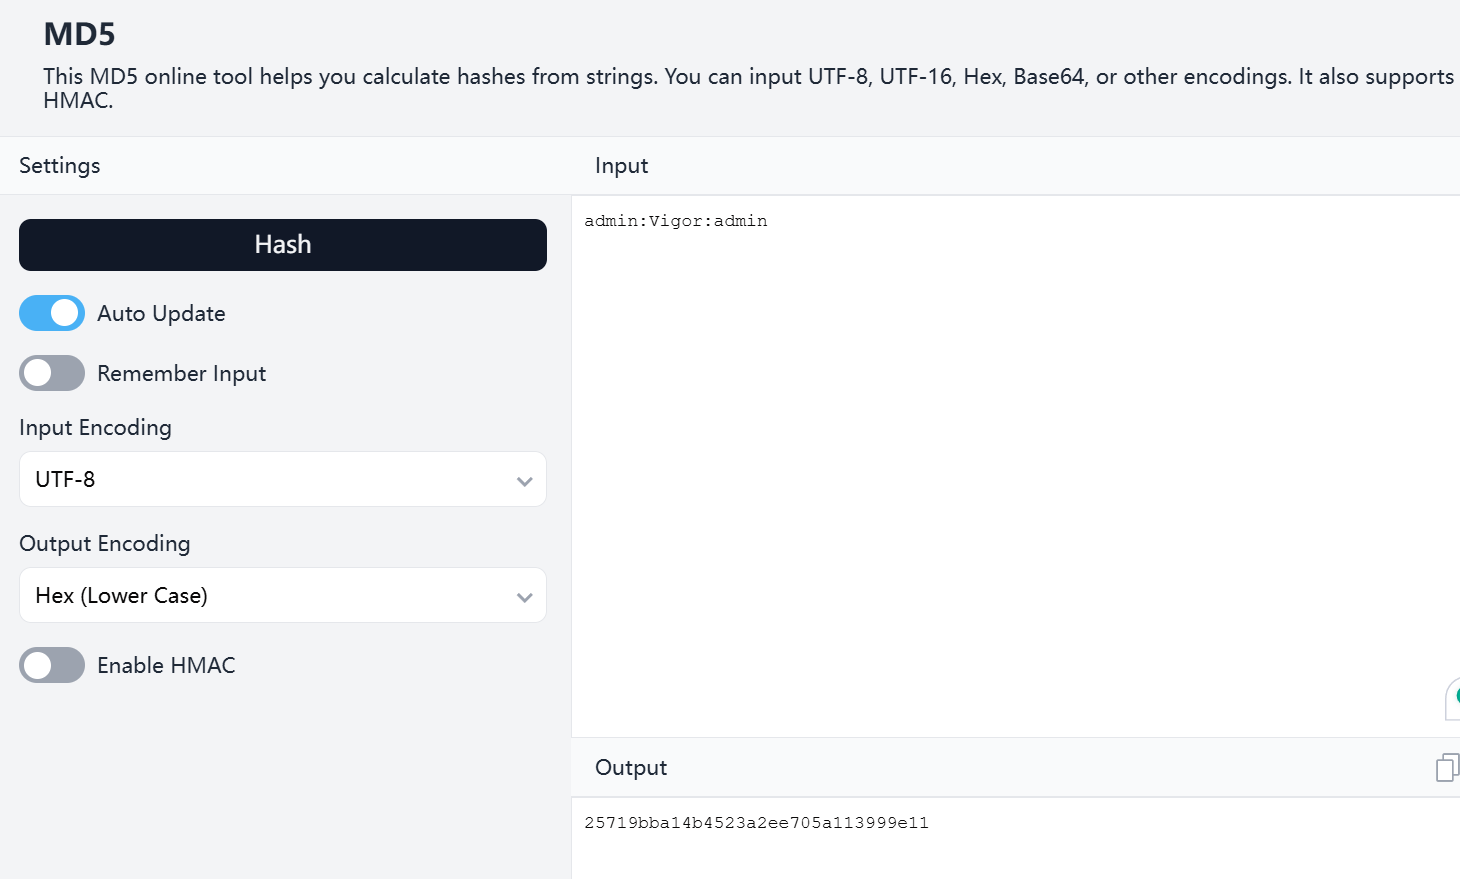 MD5
This MD5 online tool helps you calculate hashes from strings. You can input UTF-8, UTF-16, Hex, Base64, or other encodings. It also supports
HMAC.
Settings
Input
Hash
admin:Vigor:admin
Auto Update
Remember Input
Input Encoding
UTF-8
Output Encoding
Hex (Lower Case)
Enable HMAC
Output
25719bba14b4523a2ee705a113999e11